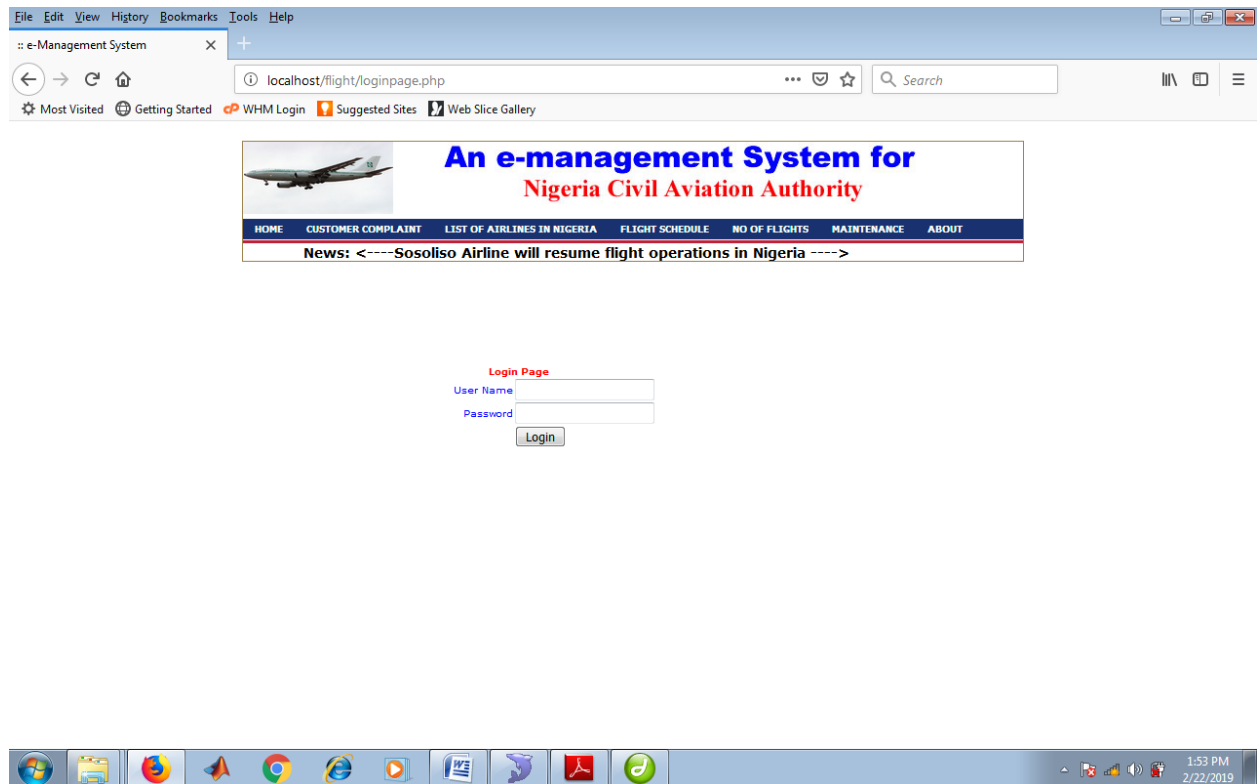 File Edit View History Bookmarks Tools Help
:: e-Management System
localhost/flight/loginpage.php
Search
Most Visited Getting Started cP WHM Login Suggested Sites Web Slice Gallery
An e-management System for
Nigeria Civil Aviation Authority
HOME CUSTOMER COMPLAINT LIST OF AIRLINES IN NIGERIA FLIGHT SCHEDULE NO OF FLIGHTS MAINTENANCE ABOUT
News: <----Sosoliso Airline will resume flight operations in Nigeria ---->
Login Page
User Name
Password
Login
1:53 PM
2/22/2019